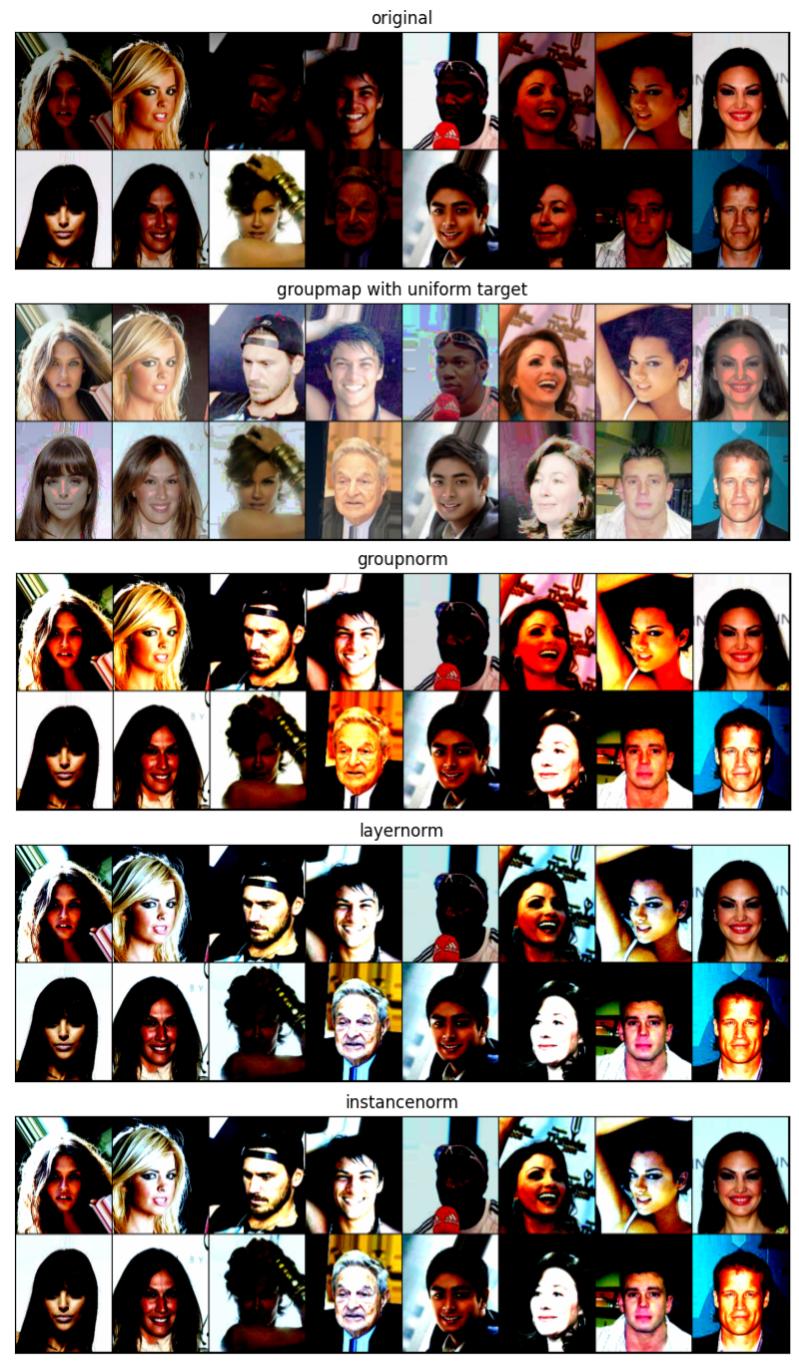 original
groupmap with uniform target
groupnorm
layernorm
instancenorm